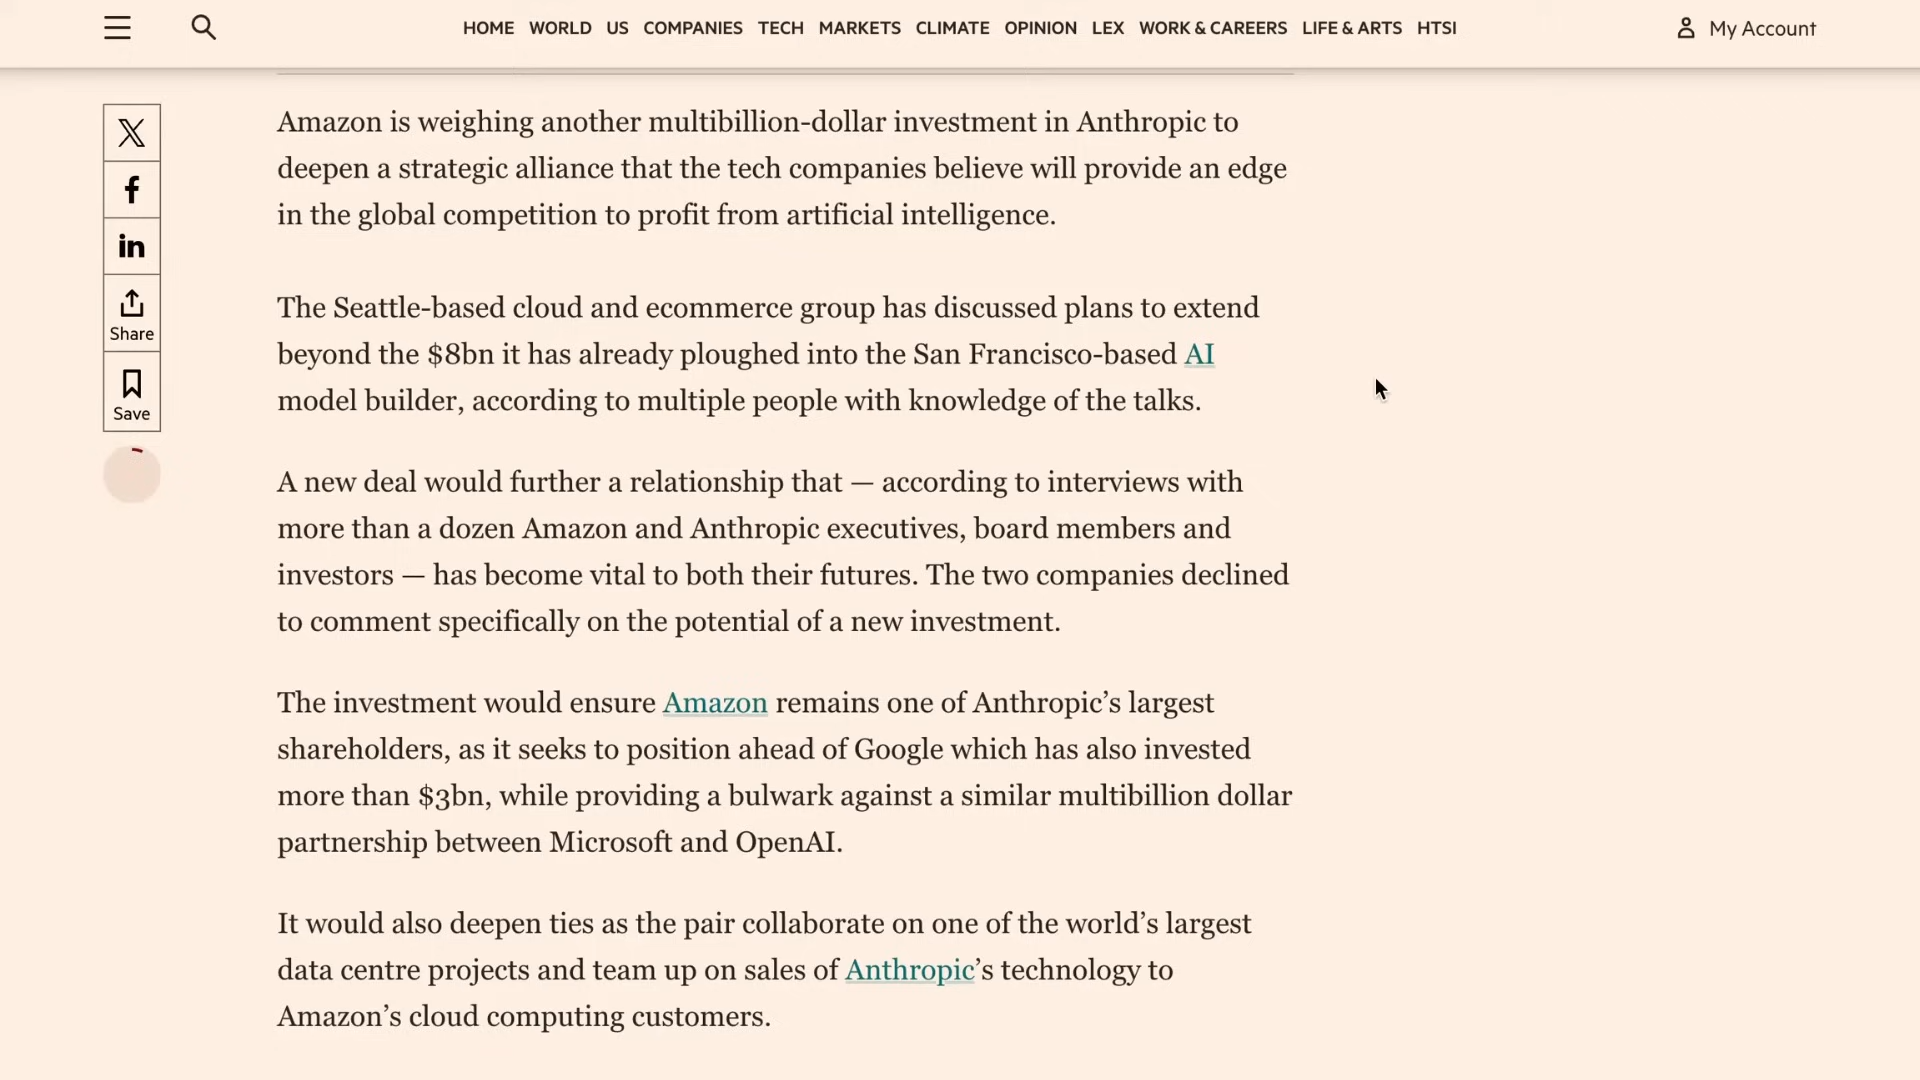 HOME WORLD US COMPANIES TECH MARKETS CLIMATE OPINION LEX WORK & CAREERS LIFE & ARTS HTSI My Account
Amazon is weighing another multibillion-dollar investment in Anthropic to
deepen a strategic alliance that the tech companies believe will provide an edge
in the global competition to profit from artificial intelligence.
The Seattle-based cloud and ecommerce group has discussed plans to extend
beyond the $8bn it has already ploughed into the San Francisco-based AI
model builder, according to multiple people with knowledge of the talks.
A new deal would further a relationship that — according to interviews with
more than a dozen Amazon and Anthropic executives, board members and
investors — has become vital to both their futures. The two companies declined
to comment specifically on the potential of a new investment.
The investment would ensure Amazon remains one of Anthropic’s largest
shareholders, as it seeks to position ahead of Google which has also invested
more than $3bn, while providing a bulwark against a similar multibillion dollar
partnership between Microsoft and OpenAI.
It would also deepen ties as the pair collaborate on one of the world’s largest
data centre projects and team up on sales of Anthropic’s technology to
Amazon’s cloud computing customers.
Share
Save